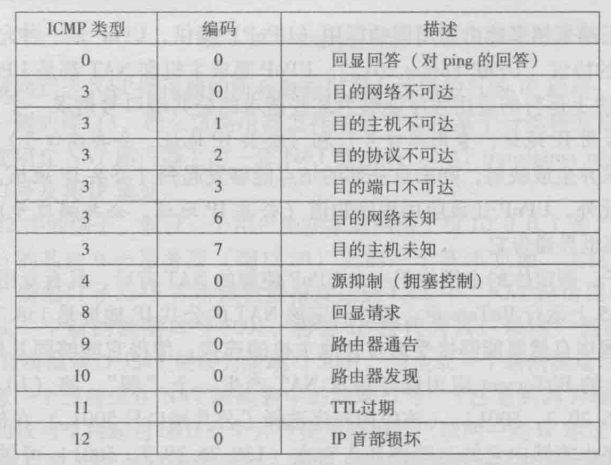 ICMP 类型 编码 描述
0 0 回显回答（对 ping 的回答）
3 0 目的网络不可达
3 1 目的主机不可达
3 2 目的协议不可达
3 3 目的端口不可达
3 6 目的网络未知
3 7 目的主机未知
4 0 源抑制（拥塞控制）
8 0 回显请求
9 0 路由器通告
10 0 路由器发现
11 0 TTL过期
12 0 IP 首部损坏